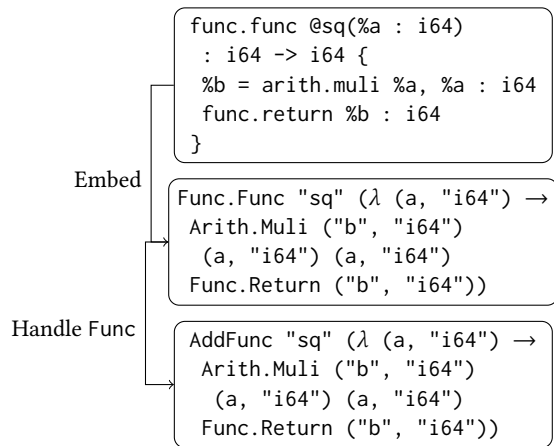 func.func @sq(%a : i64)
: i64 -> i64 {
%b = arith.muli %a, %a : i64
func.return %b : i64
}
Embed
Func.Func "sq" (λ (a, "i64") →
Arith.Muli ("b", "i64")
(a, "i64") (a, "i64")
Func.Return ("b", "i64"))
Handle Func
AddFunc "sq" (λ (a, "i64") →
Arith.Muli ("b", "i64")
(a, "i64") (a, "i64")
Func.Return ("b", "i64"))